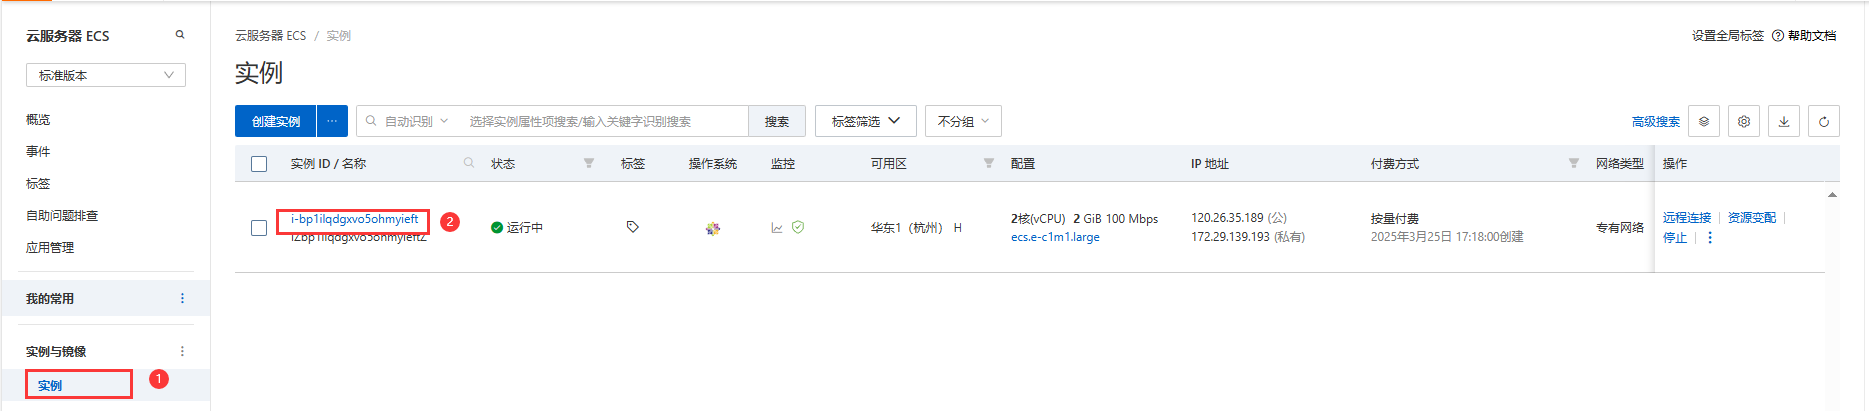 云服务器 ECS
标准版本
概览
事件
标签
自助问题排查
应用管理
我的常用
实例与镜像
实例
1
云服务器 ECS / 实例
设置全局标签 帮助文档
实例
创建实例 ··· 自动识别 选择实例属性项搜索/输入关键字识别搜索 搜索 标签筛选 不分组 高级搜索
实例 ID / 名称 状态 标签 操作系统 监控 可用区 配置 IP 地址 付费方式 网络类型 操作
i-bp1ilqdgxvo5ohmyieft
2
iZbp1ilqdgxvo5ohmyieftZ
运行中
华东1（杭州） H
2核(vCPU) 2 GiB 100 Mbps
ecs.e-c1m1.large
120.26.35.189 (公)
172.29.139.193 (私有)
按量付费
2025年3月25日 17:18:00创建
专有网络
远程连接 | 资源变配 |
停止 |